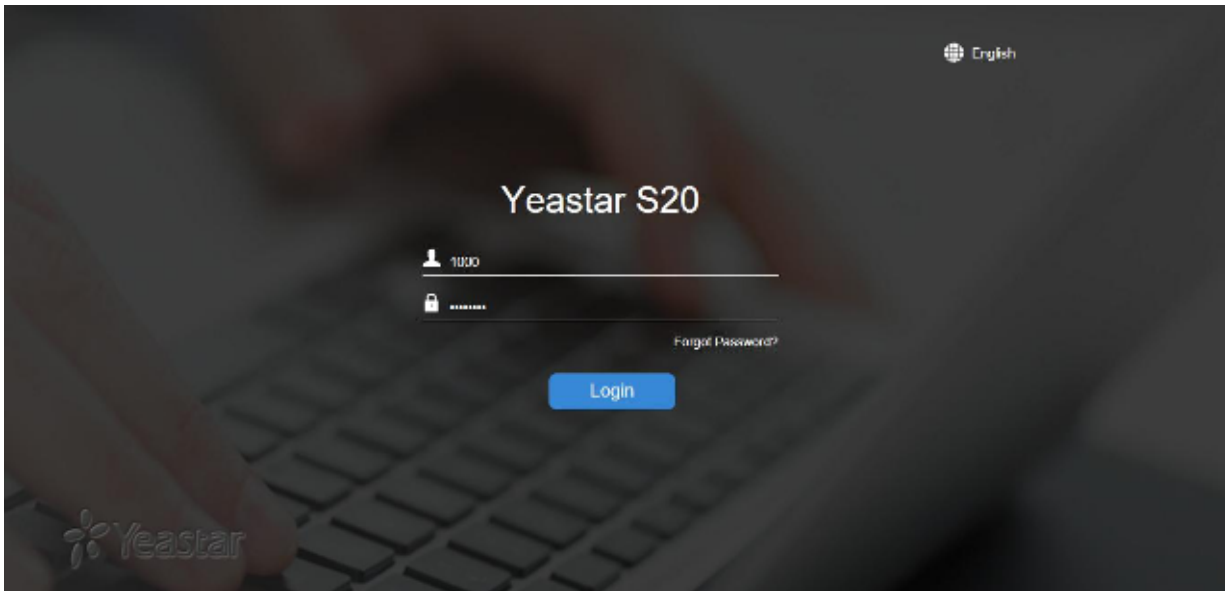 English
Yeastar S20
1000
........
Forgot Password?
Login
Yeastar